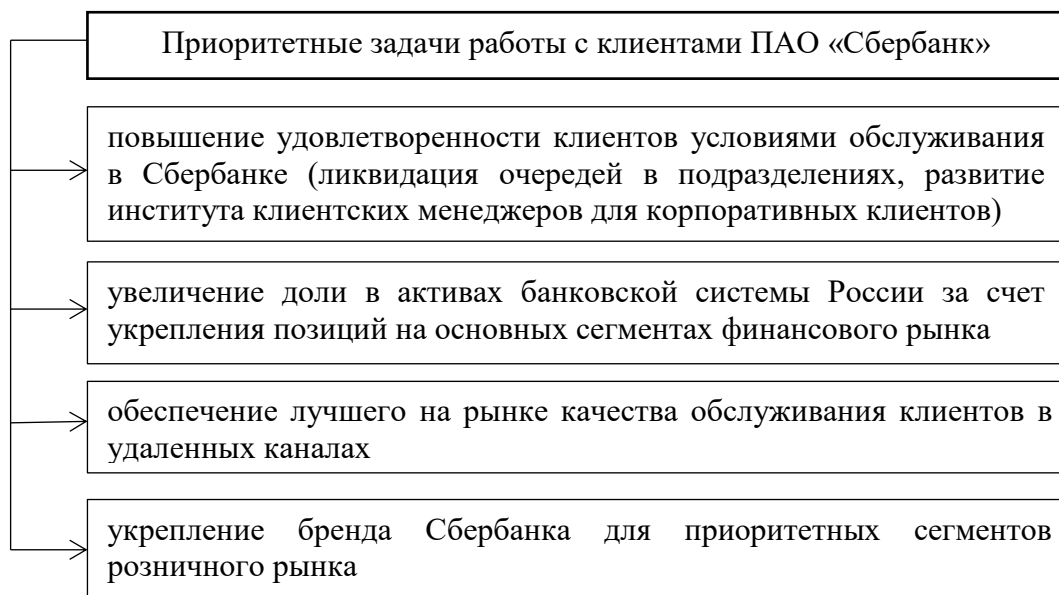 Приоритетные задачи работы с клиентами ПАО «Сбербанк»
повышение удовлетворенности клиентов условиями обслуживания
в Сбербанке (ликвидация очередей в подразделениях, развитие
института клиентских менеджеров для корпоративных клиентов)
увеличение доли в активах банковской системы России за счет
укрепления позиций на основных сегментах финансового рынка
обеспечение лучшего на рынке качества обслуживания клиентов в
удаленных каналах
укрепление бренда Сбербанка для приоритетных сегментов
розничного рынка